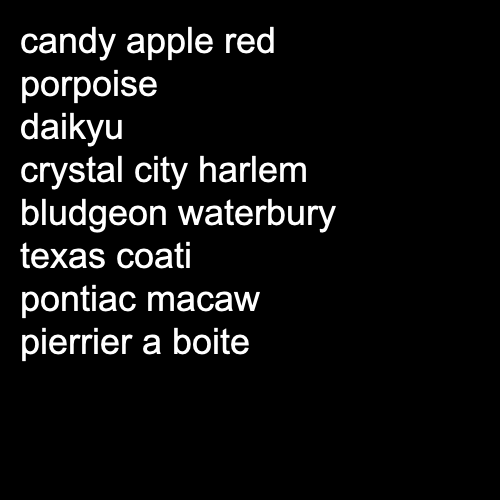 candy apple red
porpoise
daikyu
crystal city harlem
bludgeon waterbury
texas coati
pontiac macaw
pierrier a boite